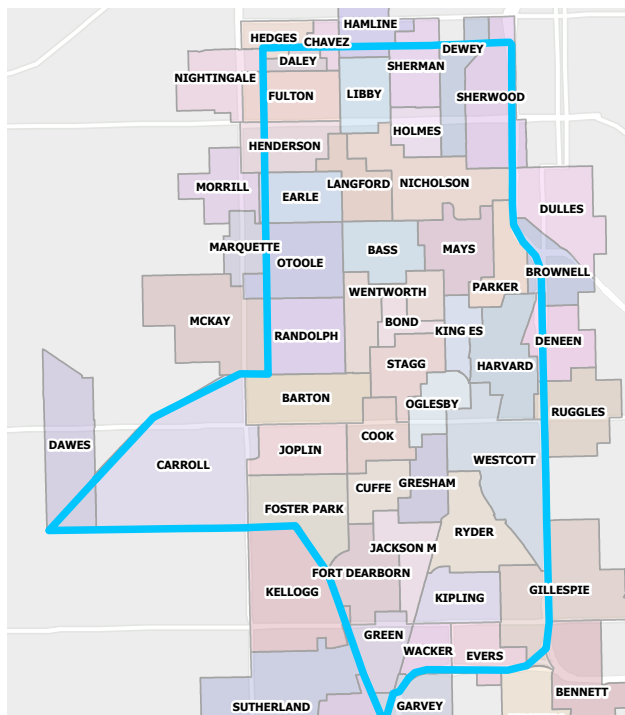 HAMLINE
HEDGES
CHAVEZ
DEWEY
DALEY
SHERMAN
NIGHTINGALE
FULTON
LIBBY
SHERWOOD
HOLMES
HENDERSON
MORRILL
LANGFORD
NICHOLSON
EARLE
DULLES
MARQUETTE
BASS
MAYS
OTOOLE
BROWNELL
WENTWORTH
PARKER
MCKAY
BOND
KING ES
RANDOLPH
DENEEN
STAGG
HARVARD
BARTON
OGLESBY
RUGGLES
COOK
DAWES
JOPLIN
CARROLL
WESTCOTT
GRESHAM
CUFFE
FOSTER PARK
RYDER
JACKSON M
FORT DEARBORN
KELLOGG
GILLESPIE
KIPLING
GREEN
WACKER
EVERS
BENNETT
SUTHERLAND
GARVEY